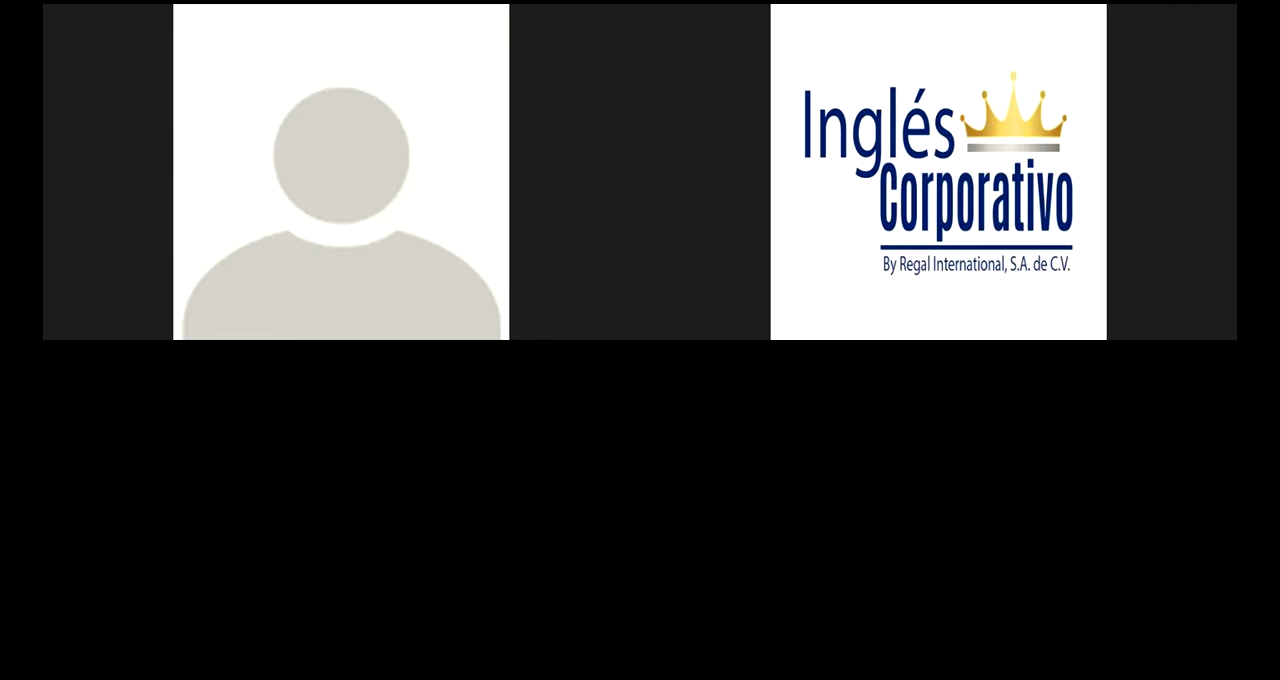 Inglés
Corporativo
By Regal International, S.A. de C.V.